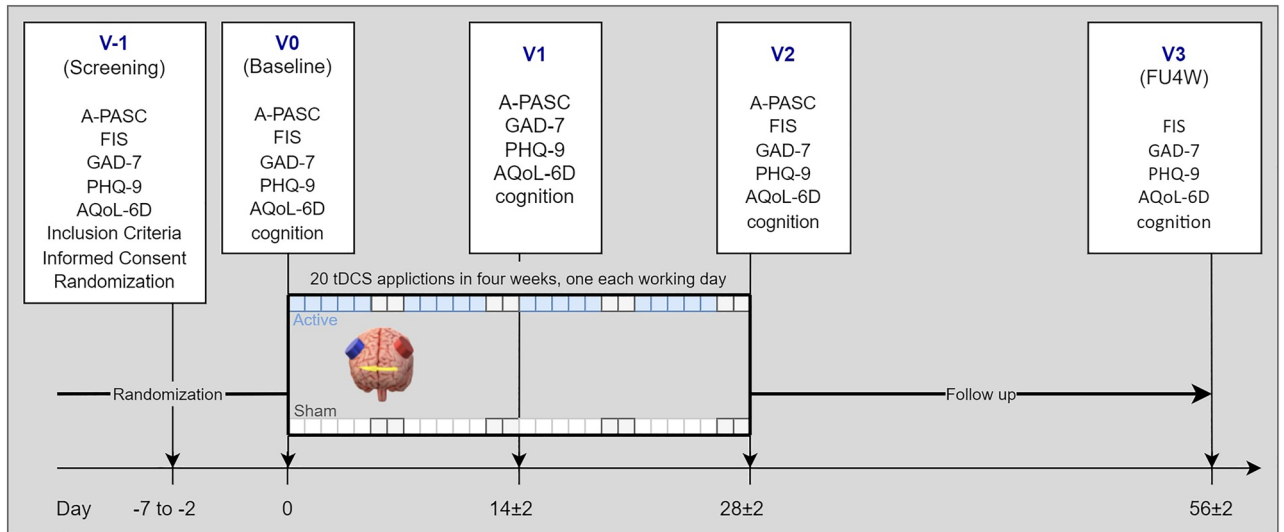 V-1
(Screening)
A-PASC
FIS
GAD-7
PHQ-9
AQoL-6D
Inclusion Criteria
Informed Consent
Randomization
V0
(Baseline)
A-PASC
FIS
GAD-7
PHQ-9
AQoL-6D
cognition
V1
A-PASC
GAD-7
PHQ-9
AQoL-6D
cognition
V2
A-PASC
FIS
GAD-7
PHQ-9
AQoL-6D
cognition
V3
(FU4W)
FIS
GAD-7
PHQ-9
AQoL-6D
cognition
20 tDCS applictions in four weeks, one each working day
Active
Randomization
Follow up
Sham
Day -7 to -2 0 14±2 28±2 56±2